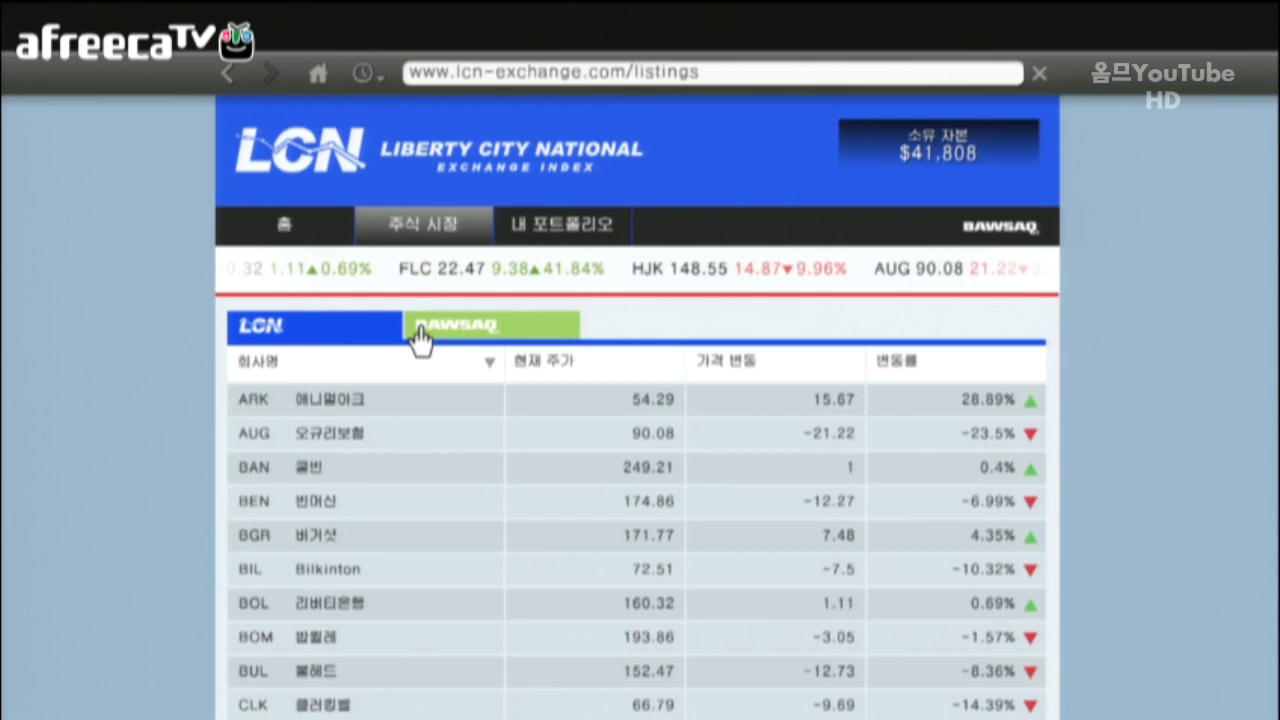 afreecaTV
www.lcn-exchange.com/listings
옴므YouTube
HD
LCN LIBERTY CITY NATIONAL
EXCHANGE INDEX
소유 자본
$41,808
홈 주식 시장 내 포트폴리오 BAWSAQ
0.32 1.11▲0.69% FLC 22.47 9.38▲41.84% HJK 148.55 14.87▼9.96% AUG 90.08 21.22▼2
LCN BAWSAQ
회사명 ▼ 현재 주가 가격 변동 변동률
ARK 애니멀아크 54.29 15.67 28.89% ▲
AUG 오규리보험 90.08 -21.22 -23.5% ▼
BAN 쿨빈 249.21 1 0.4% ▲
BEN 빈머신 174.86 -12.27 -6.99% ▼
BGR 버거샷 171.77 7.48 4.35% ▲
BIL Bilkinton 72.51 -7.5 -10.32% ▼
BOL 리버티은행 160.32 1.11 0.69% ▲
BOM 밤필레 193.86 -3.05 -1.57% ▼
BUL 불헤드 152.47 -12.73 -8.36% ▼
CLK 클러킹벨 66.79 -9.69 -14.39% ▼